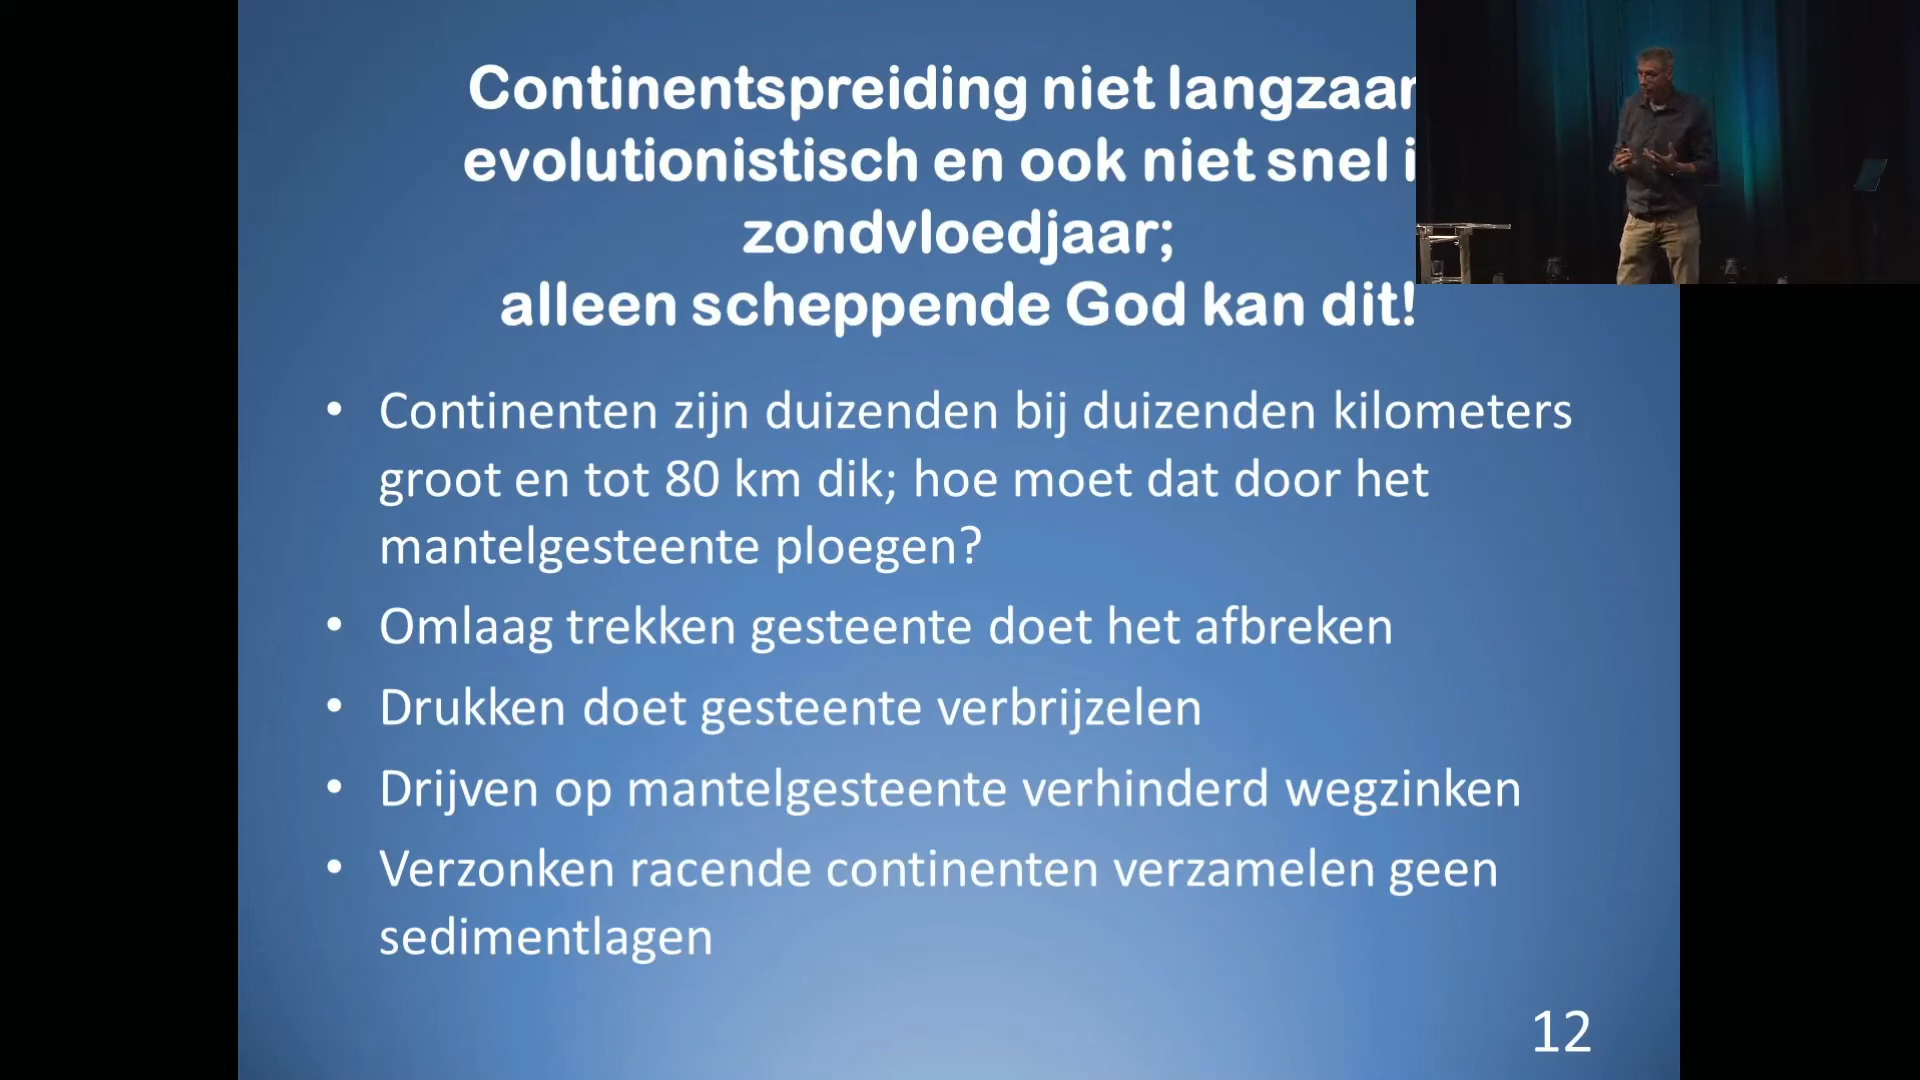 Continentspreiding niet langzaam
evolutionistisch en ook niet snel
zondvloedjaar;
alleen scheppende God kan dit!
• Continenten zijn duizenden bij duizenden kilometers
groot en tot 80 km dik; hoe moet dat door het
mantelgesteente ploegen?
• Omlaag trekken gesteente doet het afbreken
• Drukken doet gesteente verbrijzelen
• Drijven op mantelgesteente verhinderd wegzinken
• Verzonken racende continenten verzamelen geen
sedimentlagen
12